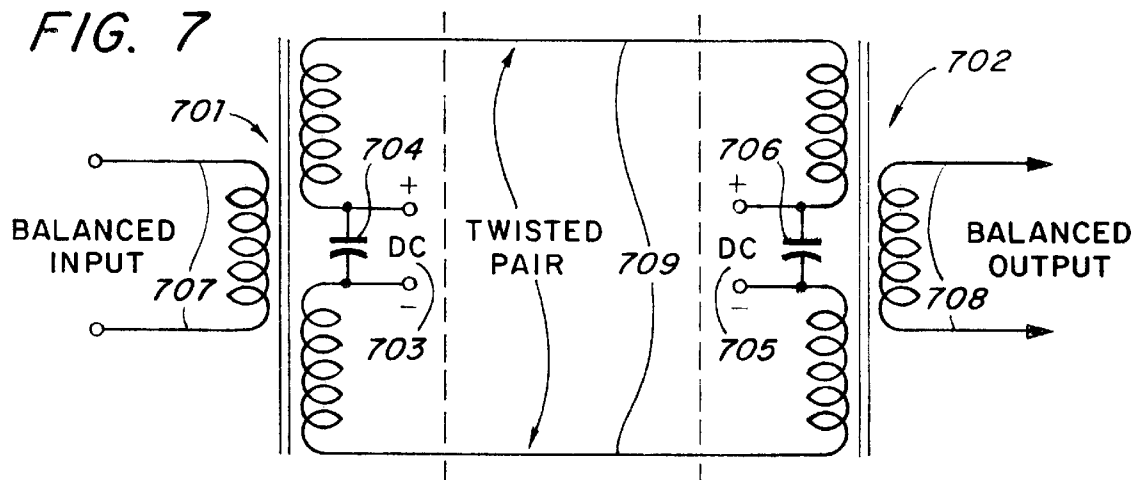 FIG. 7
701
702
704
706
+
+
BALANCED
INPUT
DC
TWISTED
PAIR
709
DC
BALANCED
OUTPUT
707
–
–
708
703
705